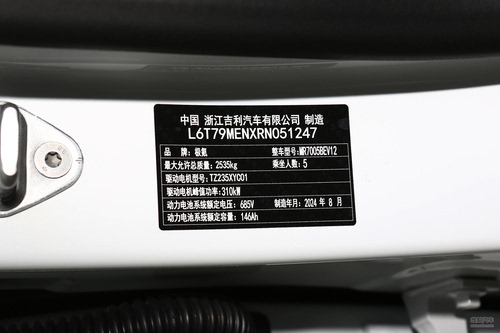 中国 浙江吉利汽车有限公司 制造
L6T79MENXRN051247
品 牌：极氪 整车型号：MR7005BEV12
最大允许总质量：2535kg 乘坐人数：5
驱动电机型号：TZ235XYC01
驱动电机峰值功率：310kW
动力电池系统额定电压：685V 制造年月：2024 年 8 月
动力电池系统额定容量：146Ah